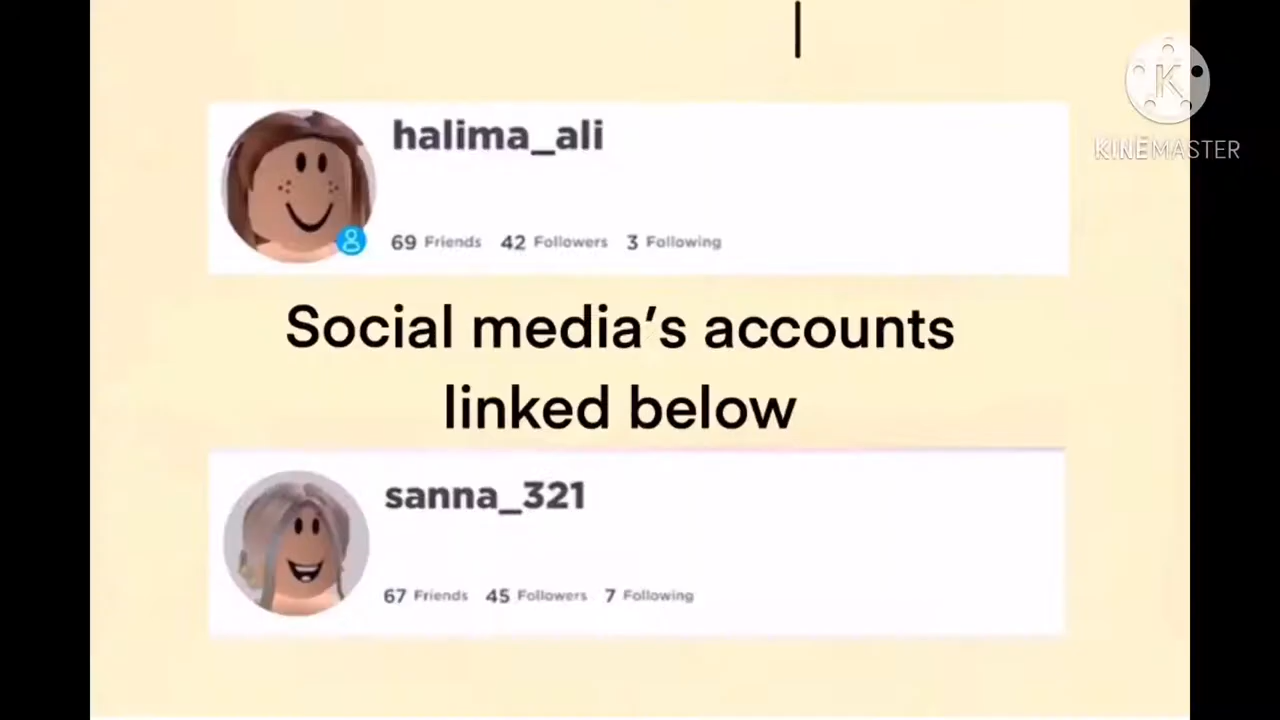 K
KINEMASTER
halima_ali
69 Friends 42 Followers 3 Following
Social media’s accounts
linked below
sanna_321
67 Friends 45 Followers 7 Following